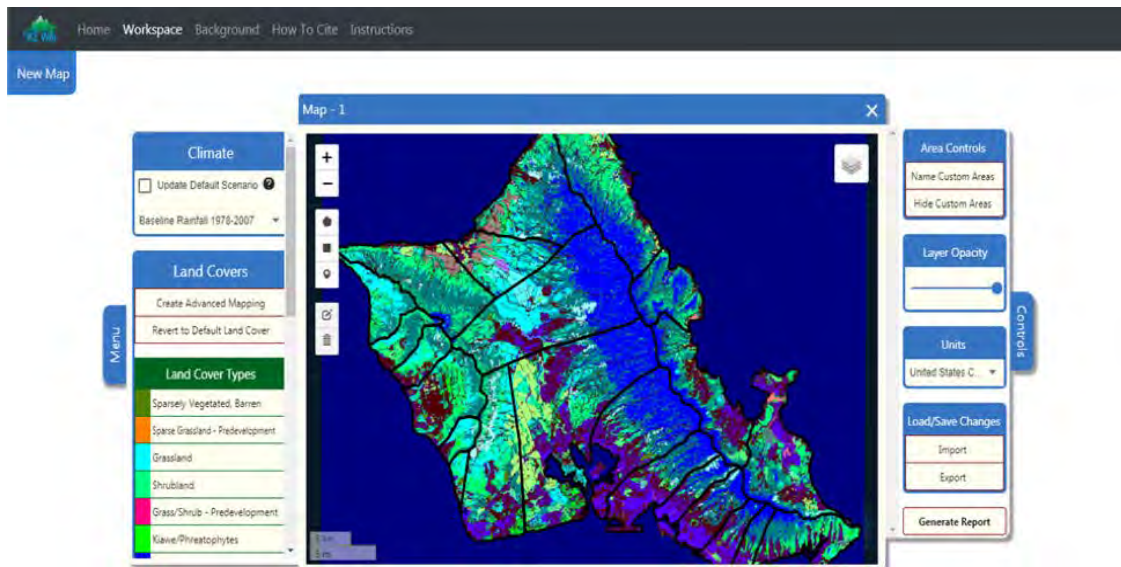 Home Workspace Background How To Cite Instructions
New Map
Map - 1
Climate
Update Default Scenario
Baseline Rainfall 1978-2007
Land Covers
Create Advanced Mapping
Revert to Default Land Cover
Land Cover Types
Sparsely Vegetated, Barren
Sparse Grassland - Predevelopment
Grassland
Shrubland
Grass/Shrub - Predevelopment
Kiawe/Phreatophytes
Menu
Area Controls
Name Custom Areas
Hide Custom Areas
Layer Opacity
Units
United States C...
Load/Save Changes
Import
Export
Generate Report
Controls